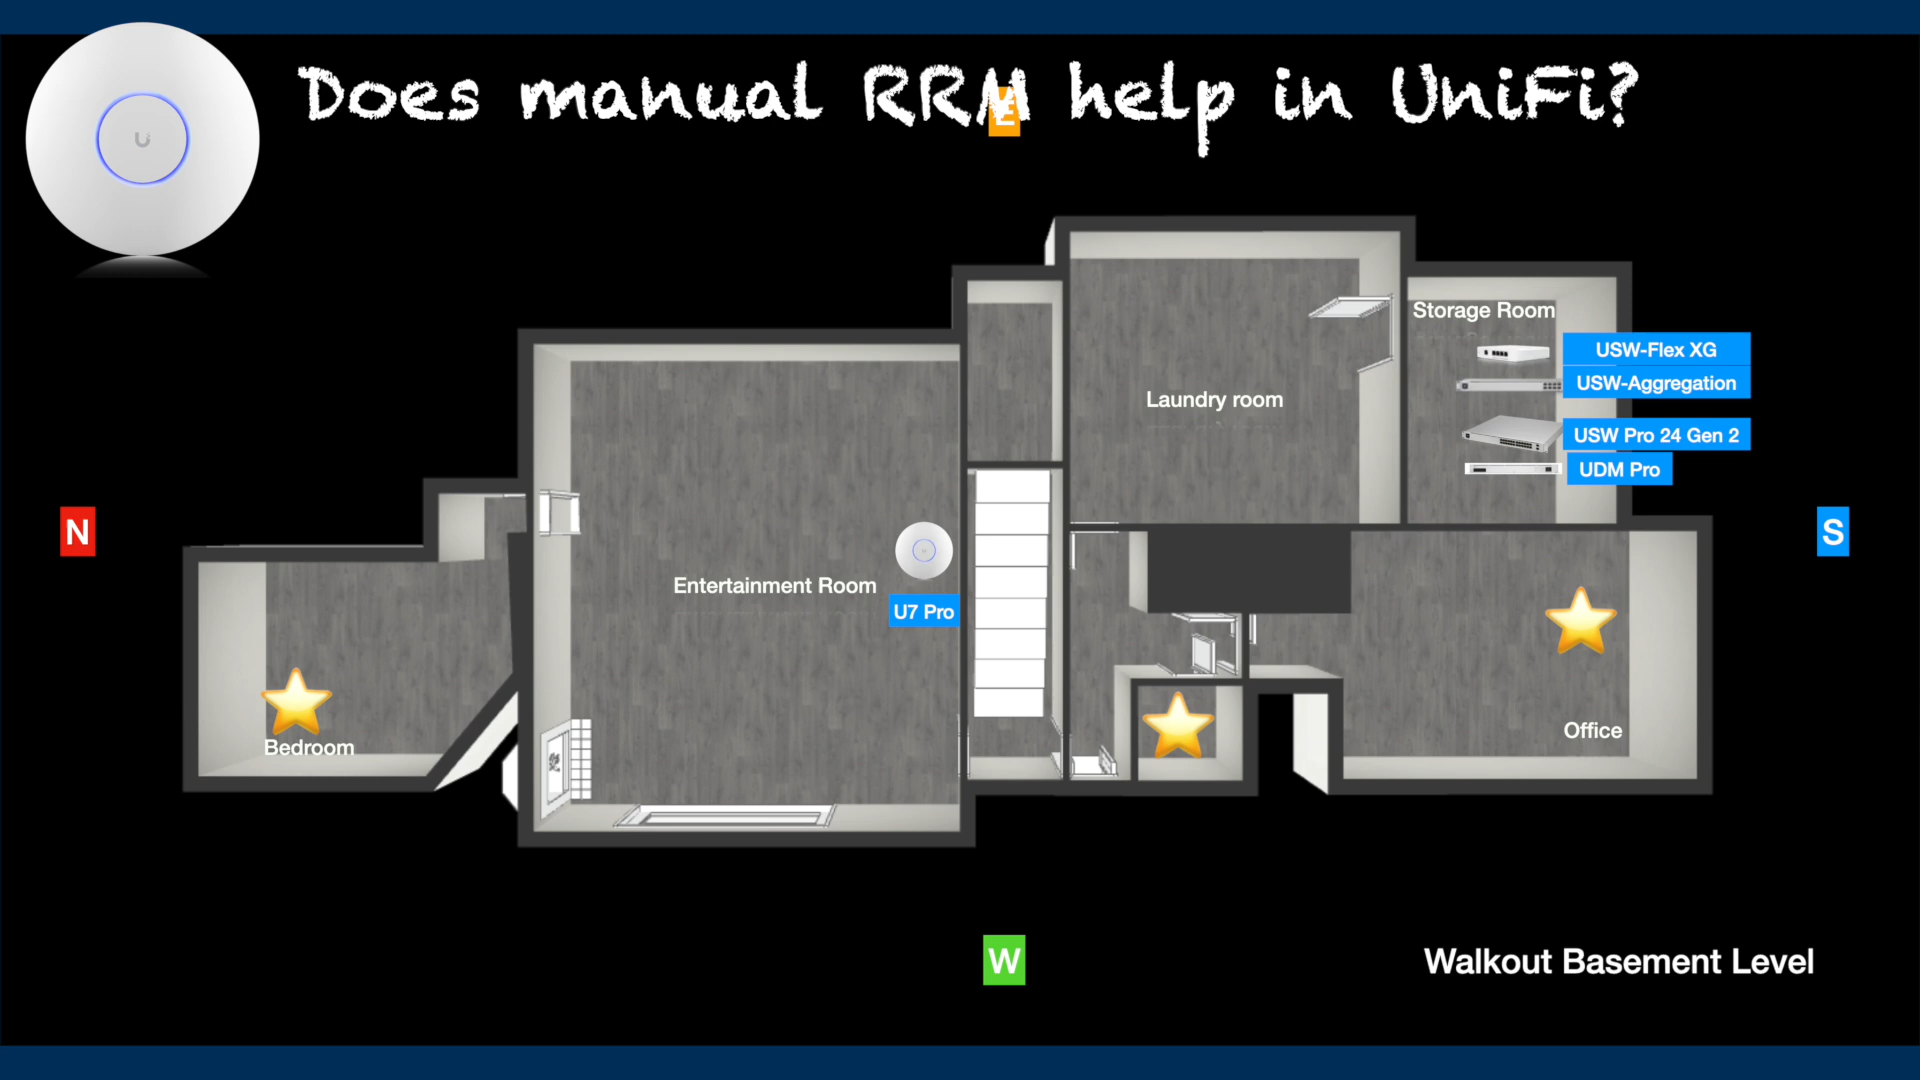 Does manual RRM help in UniFi?
E
Storage Room
USW-Flex XG
USW-Aggregation
Laundry room
USW Pro 24 Gen 2
UDM Pro
N
S
Entertainment Room
U7 Pro
Office
Bedroom
W
Walkout Basement Level